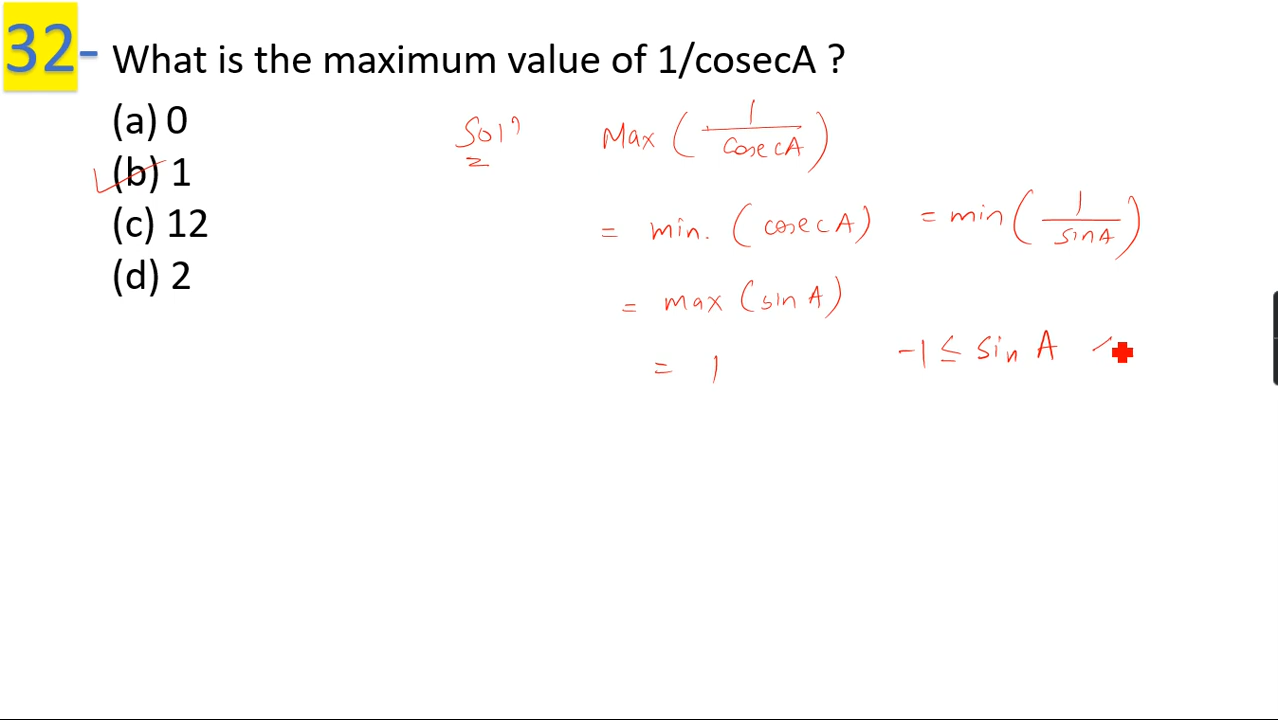 32- What is the maximum value of 1/cosecA ?
(a) 0
(b) 1
(c) 12
(d) 2
Sol? Max ( 1 / cosecA )
= min. ( cosecA ) = min ( 1 / sinA )
= max (sin A)
= 1
-1 ≤ sin A